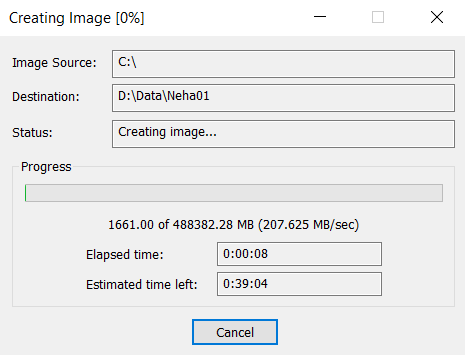 Creating Image [0%]
Image Source: C:\
Destination: D:\Data\Neha01
Status: Creating image...
Progress
1661.00 of 488382.28 MB (207.625 MB/sec)
Elapsed time: 0:00:08
Estimated time left: 0:39:04
Cancel